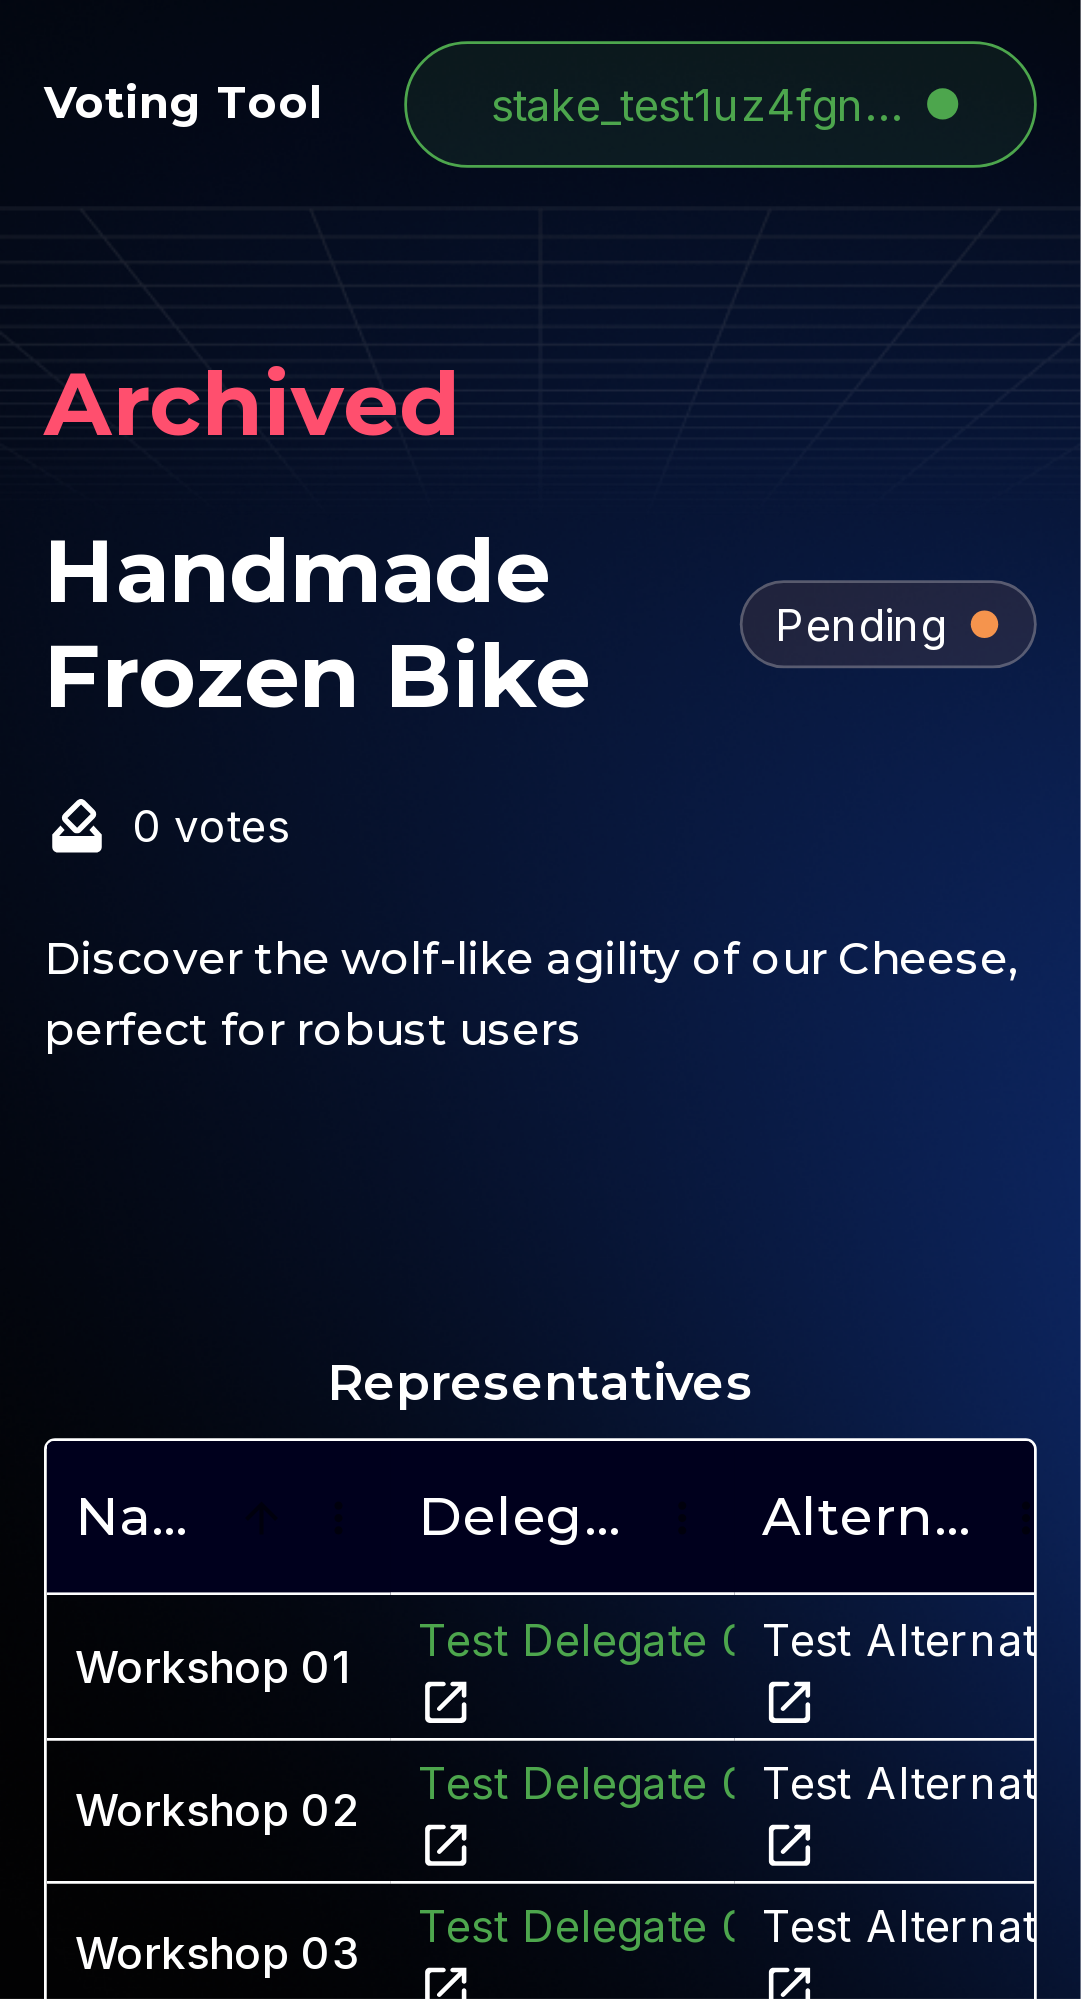 Voting Tool
stake_test1uz4fgn...
Archived
Handmade
Frozen Bike
Pending
0 votes
Discover the wolf-like agility of our Cheese,
perfect for robust users
Representatives
Na... Deleg... Altern...
Workshop 01 Test Delegate Test Alternat
Workshop 02 Test Delegate Test Alternat
Workshop 03 Test Delegate Test Alternat